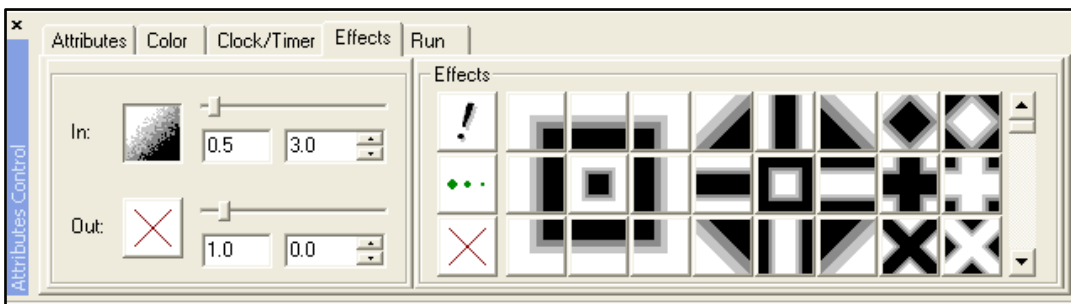 ×
Attributes Color Clock/Timer Effects Run
Attributes Control
In:
0.5 3.0
Out:
1.0 0.0
Effects
!